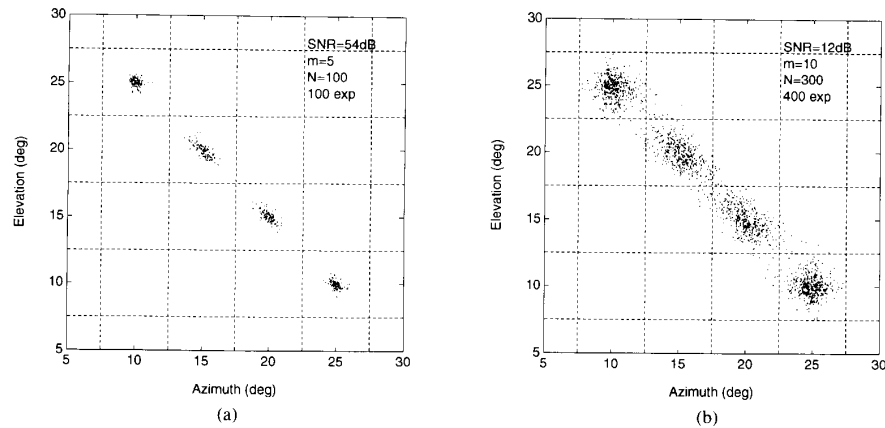 30
25
20
15
10
5
5 10 15 20 25 30
Elevation (deg)
Azimuth (deg)
SNR=54dB
m=5
N=100
100 exp
(a)
30
25
20
15
10
5
5 10 15 20 25 30
Elevation (deg)
Azimuth (deg)
SNR=12dB
m=10
N=300
400 exp
(b)